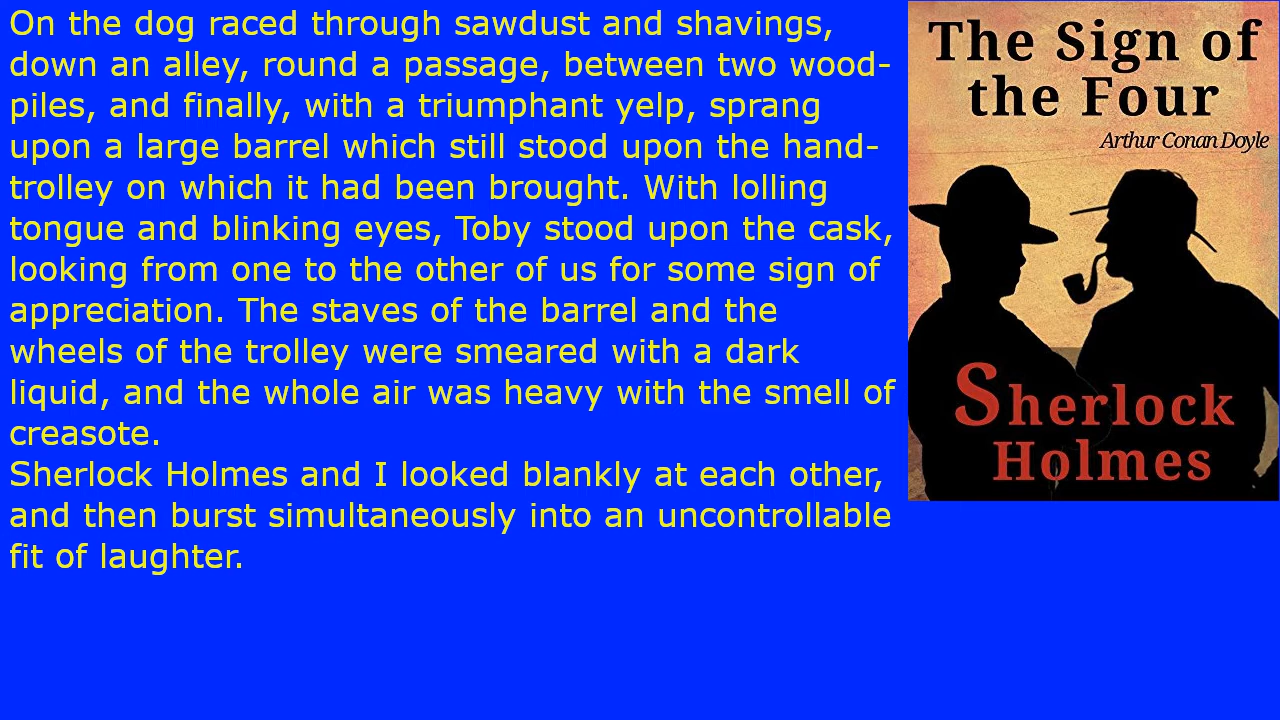 On the dog raced through sawdust and shavings,
down an alley, round a passage, between two wood-
piles, and finally, with a triumphant yelp, sprang
upon a large barrel which still stood upon the hand-
trolley on which it had been brought. With lolling
tongue and blinking eyes, Toby stood upon the cask,
looking from one to the other of us for some sign of
appreciation. The staves of the barrel and the
wheels of the trolley were smeared with a dark
liquid, and the whole air was heavy with the smell of
creasote.
Sherlock Holmes and I looked blankly at each other,
and then burst simultaneously into an uncontrollable
fit of laughter.
The Sign of
the Four
Arthur Conan Doyle
Sherlock
Holmes